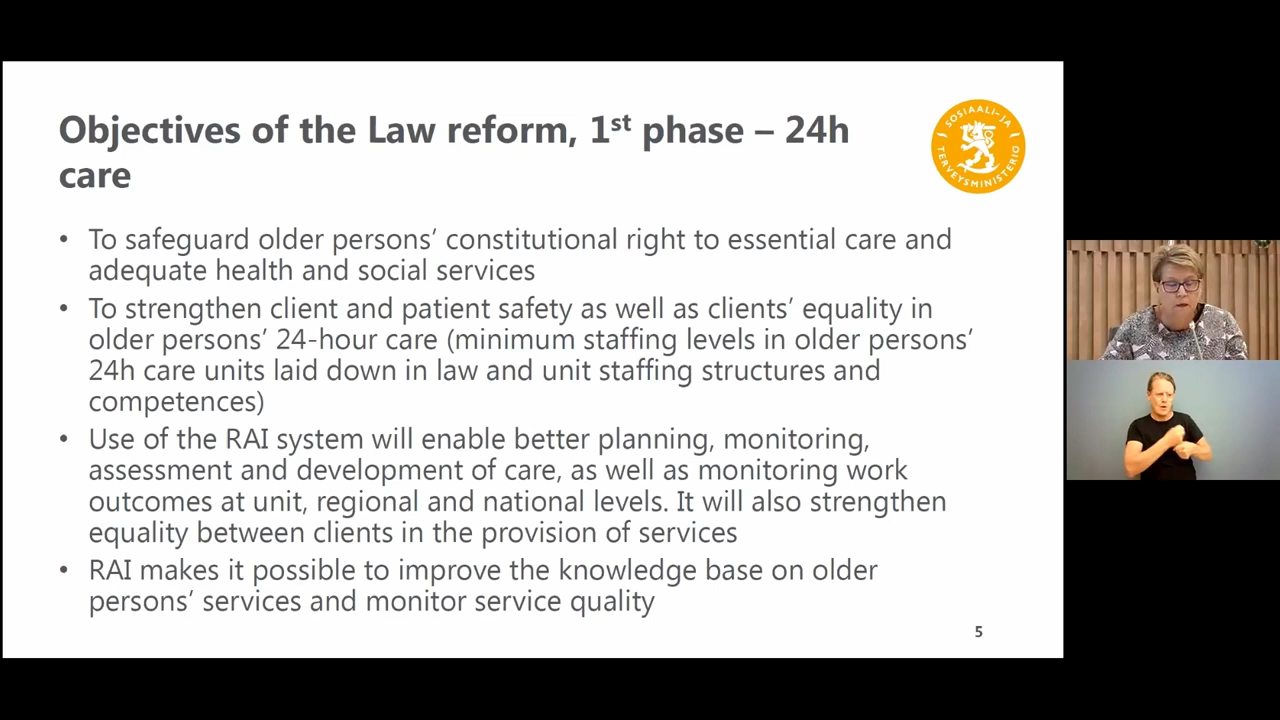 Objectives of the Law reform, 1st phase – 24h
care
SOSIAALI- JA
TERVEYSMINISTERIÖ
• To safeguard older persons’ constitutional right to essential care and
adequate health and social services
• To strengthen client and patient safety as well as clients’ equality in
older persons’ 24-hour care (minimum staffing levels in older persons’
24h care units laid down in law and unit staffing structures and
competences)
• Use of the RAI system will enable better planning, monitoring,
assessment and development of care, as well as monitoring work
outcomes at unit, regional and national levels. It will also strengthen
equality between clients in the provision of services
• RAI makes it possible to improve the knowledge base on older
persons’ services and monitor service quality
5